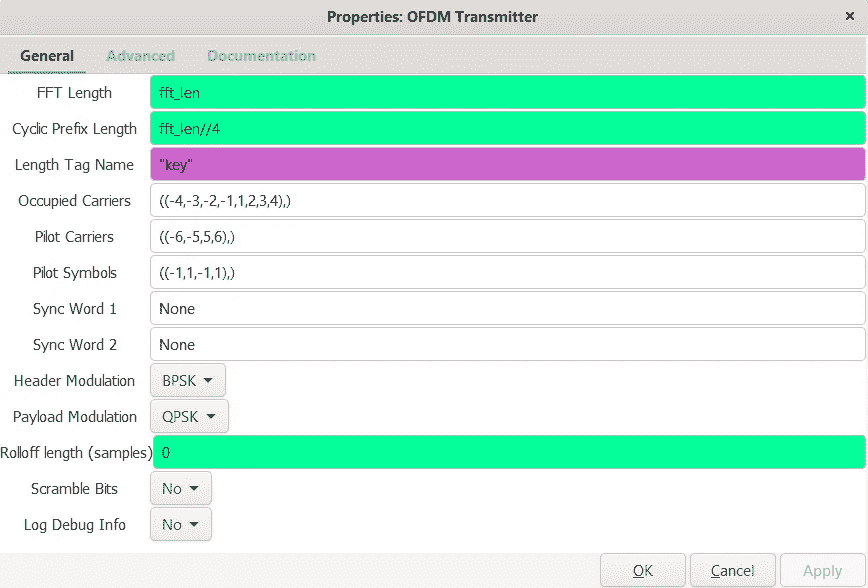 Properties: OFDM Transmitter ×
General Advanced Documentation
FFT Length fft_len
Cyclic Prefix Length fft_len//4
Length Tag Name "key"
Occupied Carriers ((-4,-3,-2,-1,1,2,3,4),)
Pilot Carriers ((-6,-5,5,6),)
Pilot Symbols ((-1,1,-1,1),)
Sync Word 1 None
Sync Word 2 None
Header Modulation BPSK
Payload Modulation QPSK
Rolloff length (samples) 0
Scramble Bits No
Log Debug Info No
OK Cancel Apply